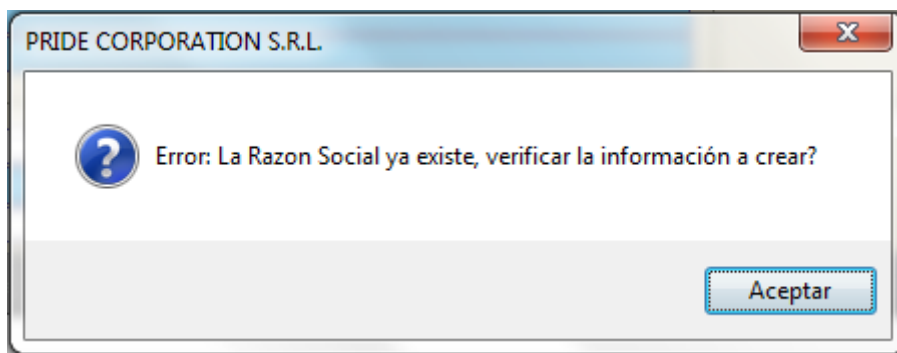 PRIDE CORPORATION S.R.L.
Error: La Razon Social ya existe, verificar la información a crear?
Aceptar